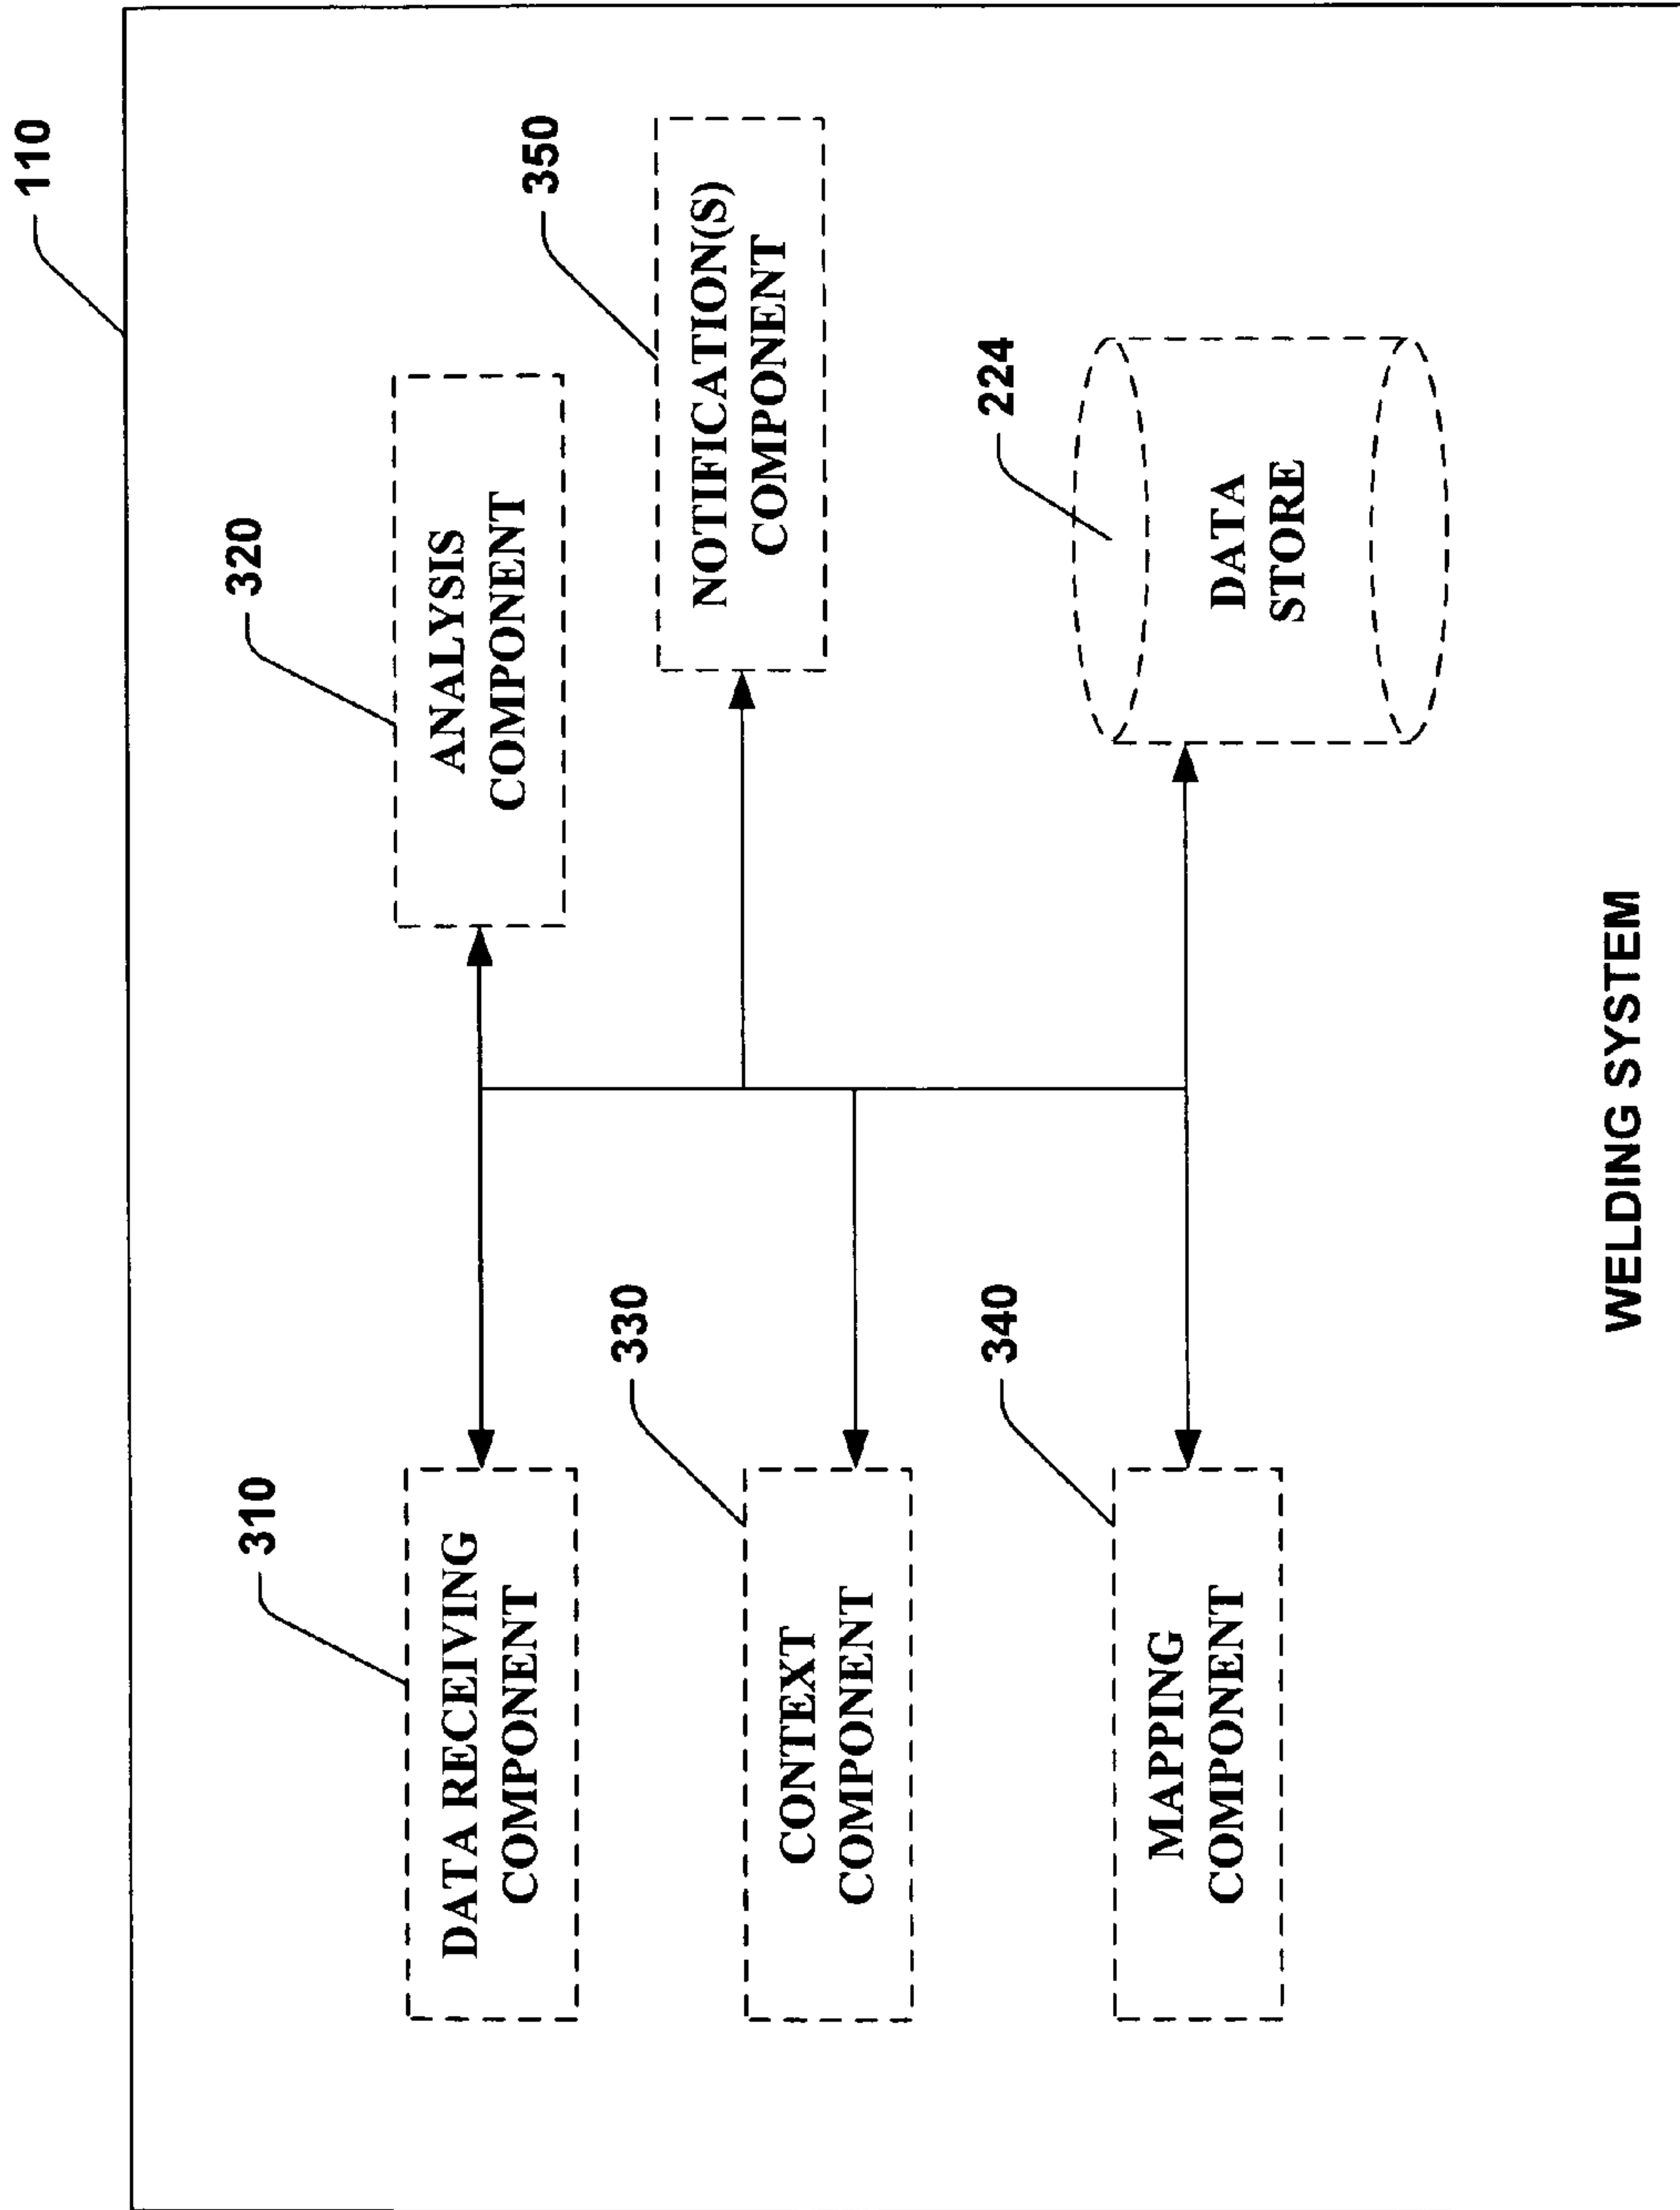 110
320
ANALYSIS
COMPONENT
350
NOTIFICATION(S)
COMPONENT
224
DATA
STORE
310
DATA RECEIVING
COMPONENT
330
CONTEXT
COMPONENT
340
MAPPING
COMPONENT
WELDING SYSTEM